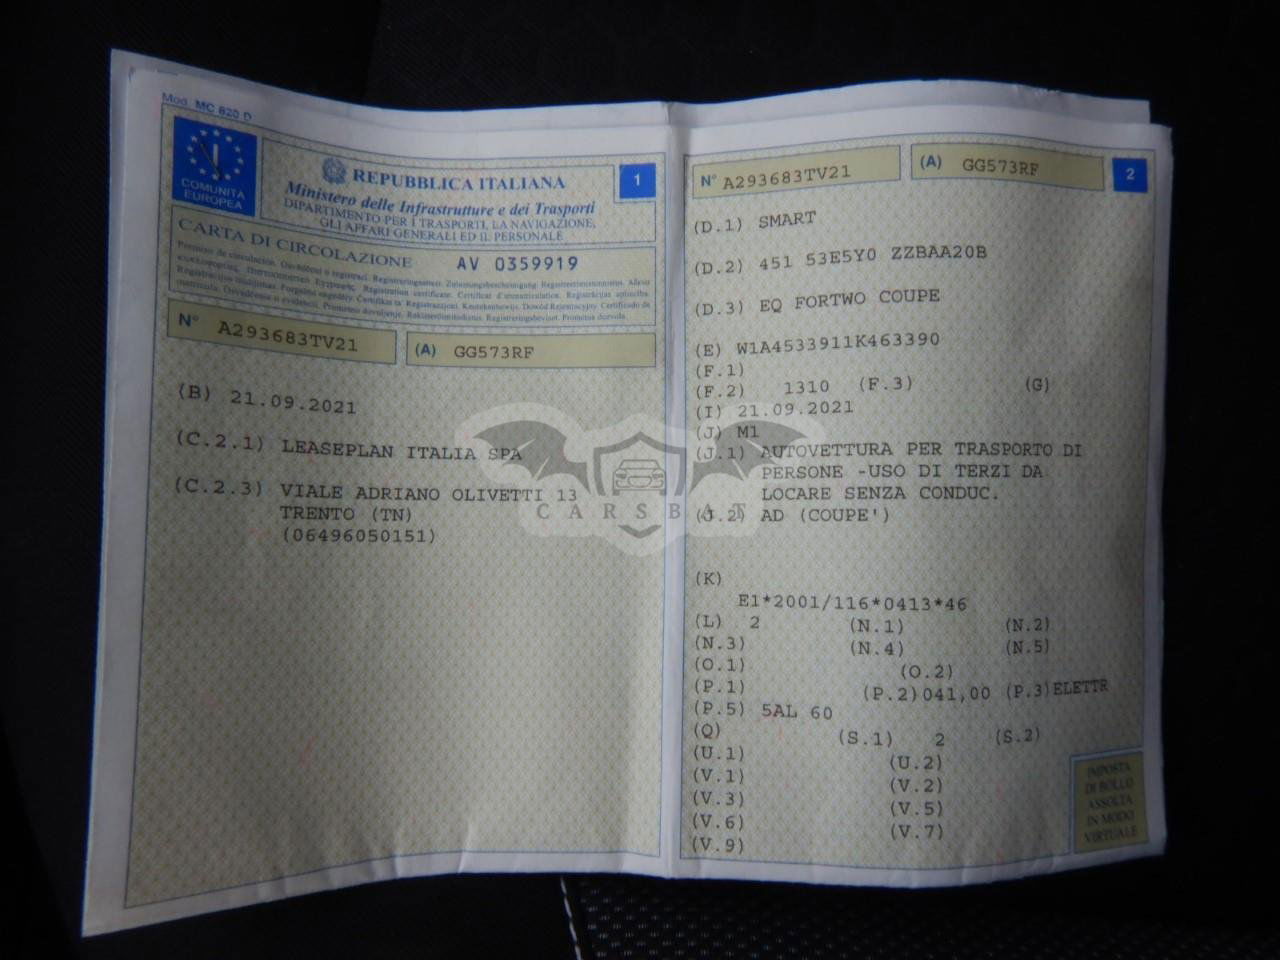 Mod. MC 820 D
COMUNITÀ
EUROPEA
REPUBBLICA ITALIANA
1
Ministero delle Infrastrutture e dei Trasporti
DIPARTIMENTO PER I TRASPORTI, LA NAVIGAZIONE,
GLI AFFARI GENERALI ED IL PERSONALE
CARTA DI CIRCOLAZIONE AV 0359919
N° A293683TV21 (A) GG573RF
(B) 21.09.2021
(C.2.1) LEASEPLAN ITALIA SPA
(C.2.3) VIALE ADRIANO OLIVETTI 13
TRENTO (TN)
(06496050151)
N° A293683TV21 (A) GG573RF 2
(D.1) SMART
(D.2) 451 53E5Y0 ZZBAA20B
(D.3) EQ FORTWO COUPE
(E) W1A4533911K463390
(F.1)
(F.2) 1310 (F.3) (G)
(I) 21.09.2021
(J) M1
(J.1) AUTOVETTURA PER TRASPORTO DI
PERSONE -USO DI TERZI DA
LOCARE SENZA CONDUC.
(J.2) AD (COUPE')
(K)
E1*2001/116*0413*46
(L) 2 (N.1) (N.2)
(N.3) (N.4) (N.5)
(O.1) (O.2)
(P.1) (P.2)041,00 (P.3)ELETTR
(P.5) 5AL 60
(Q) (S.1) 2 (S.2)
(U.1) (U.2)
(V.1) (V.2)
(V.3) (V.5)
(V.6) (V.7)
(V.9)
IMPOSTA
DI BOLLO
ASSOLTA
IN MODO
VIRTUALE
CARSBAT